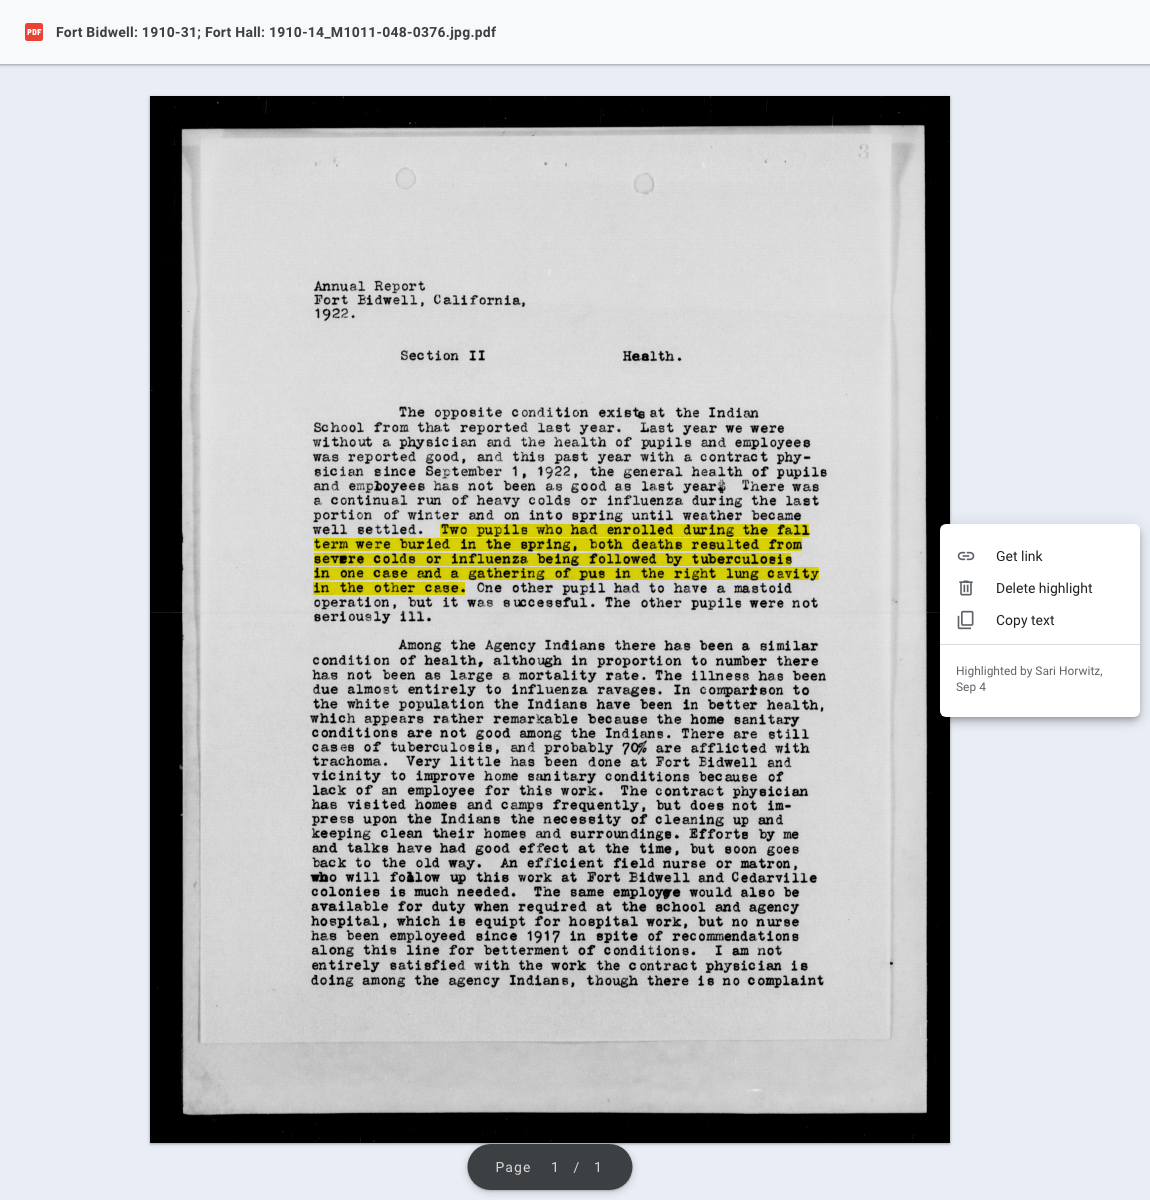 PDF Fort Bidwell: 1910-31; Fort Hall: 1910-14_M1011-048-0376.jpg.pdf
3
Annual Report
Fort Bidwell, California,
1922.
Section II Health.
The opposite condition exists at the Indian
School from that reported last year. Last year we were
without a physician and the health of pupils and employees
was reported good, and this past year with a contract phy-
sician since September 1, 1922, the general health of pupils
and employees has not been as good as last year. There was
a continual run of heavy colds or influenza during the last
portion of winter and on into spring until weather became
well settled. Two pupils who had enrolled during the fall
term were buried in the spring, both deaths resulted from
severe colds or influenza being followed by tuberculosis
in one case and a gathering of pus in the right lung cavity
in the other case. One other pupil had to have a mastoid
operation, but it was successful. The other pupils were not
seriously ill.
Among the Agency Indians there has been a similar
condition of health, although in proportion to number there
has not been as large a mortality rate. The illness has been
due almost entirely to influenza ravages. In comparison to
the white population the Indians have been in better health,
which appears rather remarkable because the home sanitary
conditions are not good among the Indians. There are still
cases of tuberculosis, and probably 70% are afflicted with
trachoma. Very little has been done at Fort Bidwell and
vicinity to improve home sanitary conditions because of
lack of an employee for this work. The contract physician
has visited homes and camps frequently, but does not im-
press upon the Indians the necessity of cleaning up and
keeping clean their homes and surroundings. Efforts by me
and talks have had good effect at the time, but soon goes
back to the old way. An efficient field nurse or matron,
who will follow up this work at Fort Bidwell and Cedarville
colonies is much needed. The same employee would also be
available for duty when required at the school and agency
hospital, which is equipt for hospital work, but no nurse
has been employeed since 1917 in spite of recommendations
along this line for betterment of conditions. I am not
entirely satisfied with the work the contract physician is
doing among the agency Indians, though there is no complaint
Get link
Delete highlight
Copy text
Highlighted by Sari Horwitz,
Sep 4
Page 1 / 1